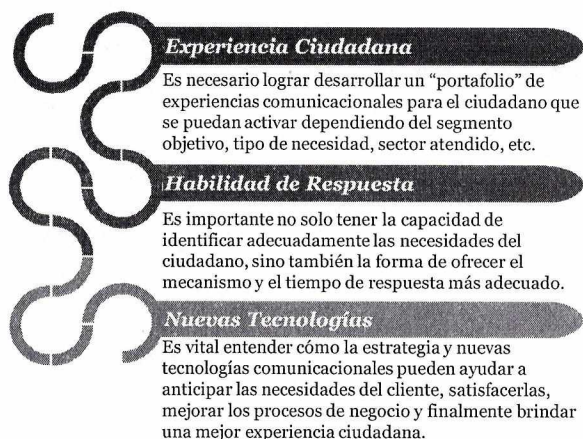 Experiencia Ciudadana
Es necesario lograr desarrollar un “portafolio” de
experiencias comunicacionales para el ciudadano que
se puedan activar dependiendo del segmento
objetivo, tipo de necesidad, sector atendido, etc.
Habilidad de Respuesta
Es importante no solo tener la capacidad de
identificar adecuadamente las necesidades del
ciudadano, sino también la forma de ofrecer el
mecanismo y el tiempo de respuesta más adecuado.
Nuevas Tecnologías
Es vital entender cómo la estrategia y nuevas
tecnologías comunicacionales pueden ayudar a
anticipar las necesidades del cliente, satisfacerlas,
mejorar los procesos de negocio y finalmente brindar
una mejor experiencia ciudadana.